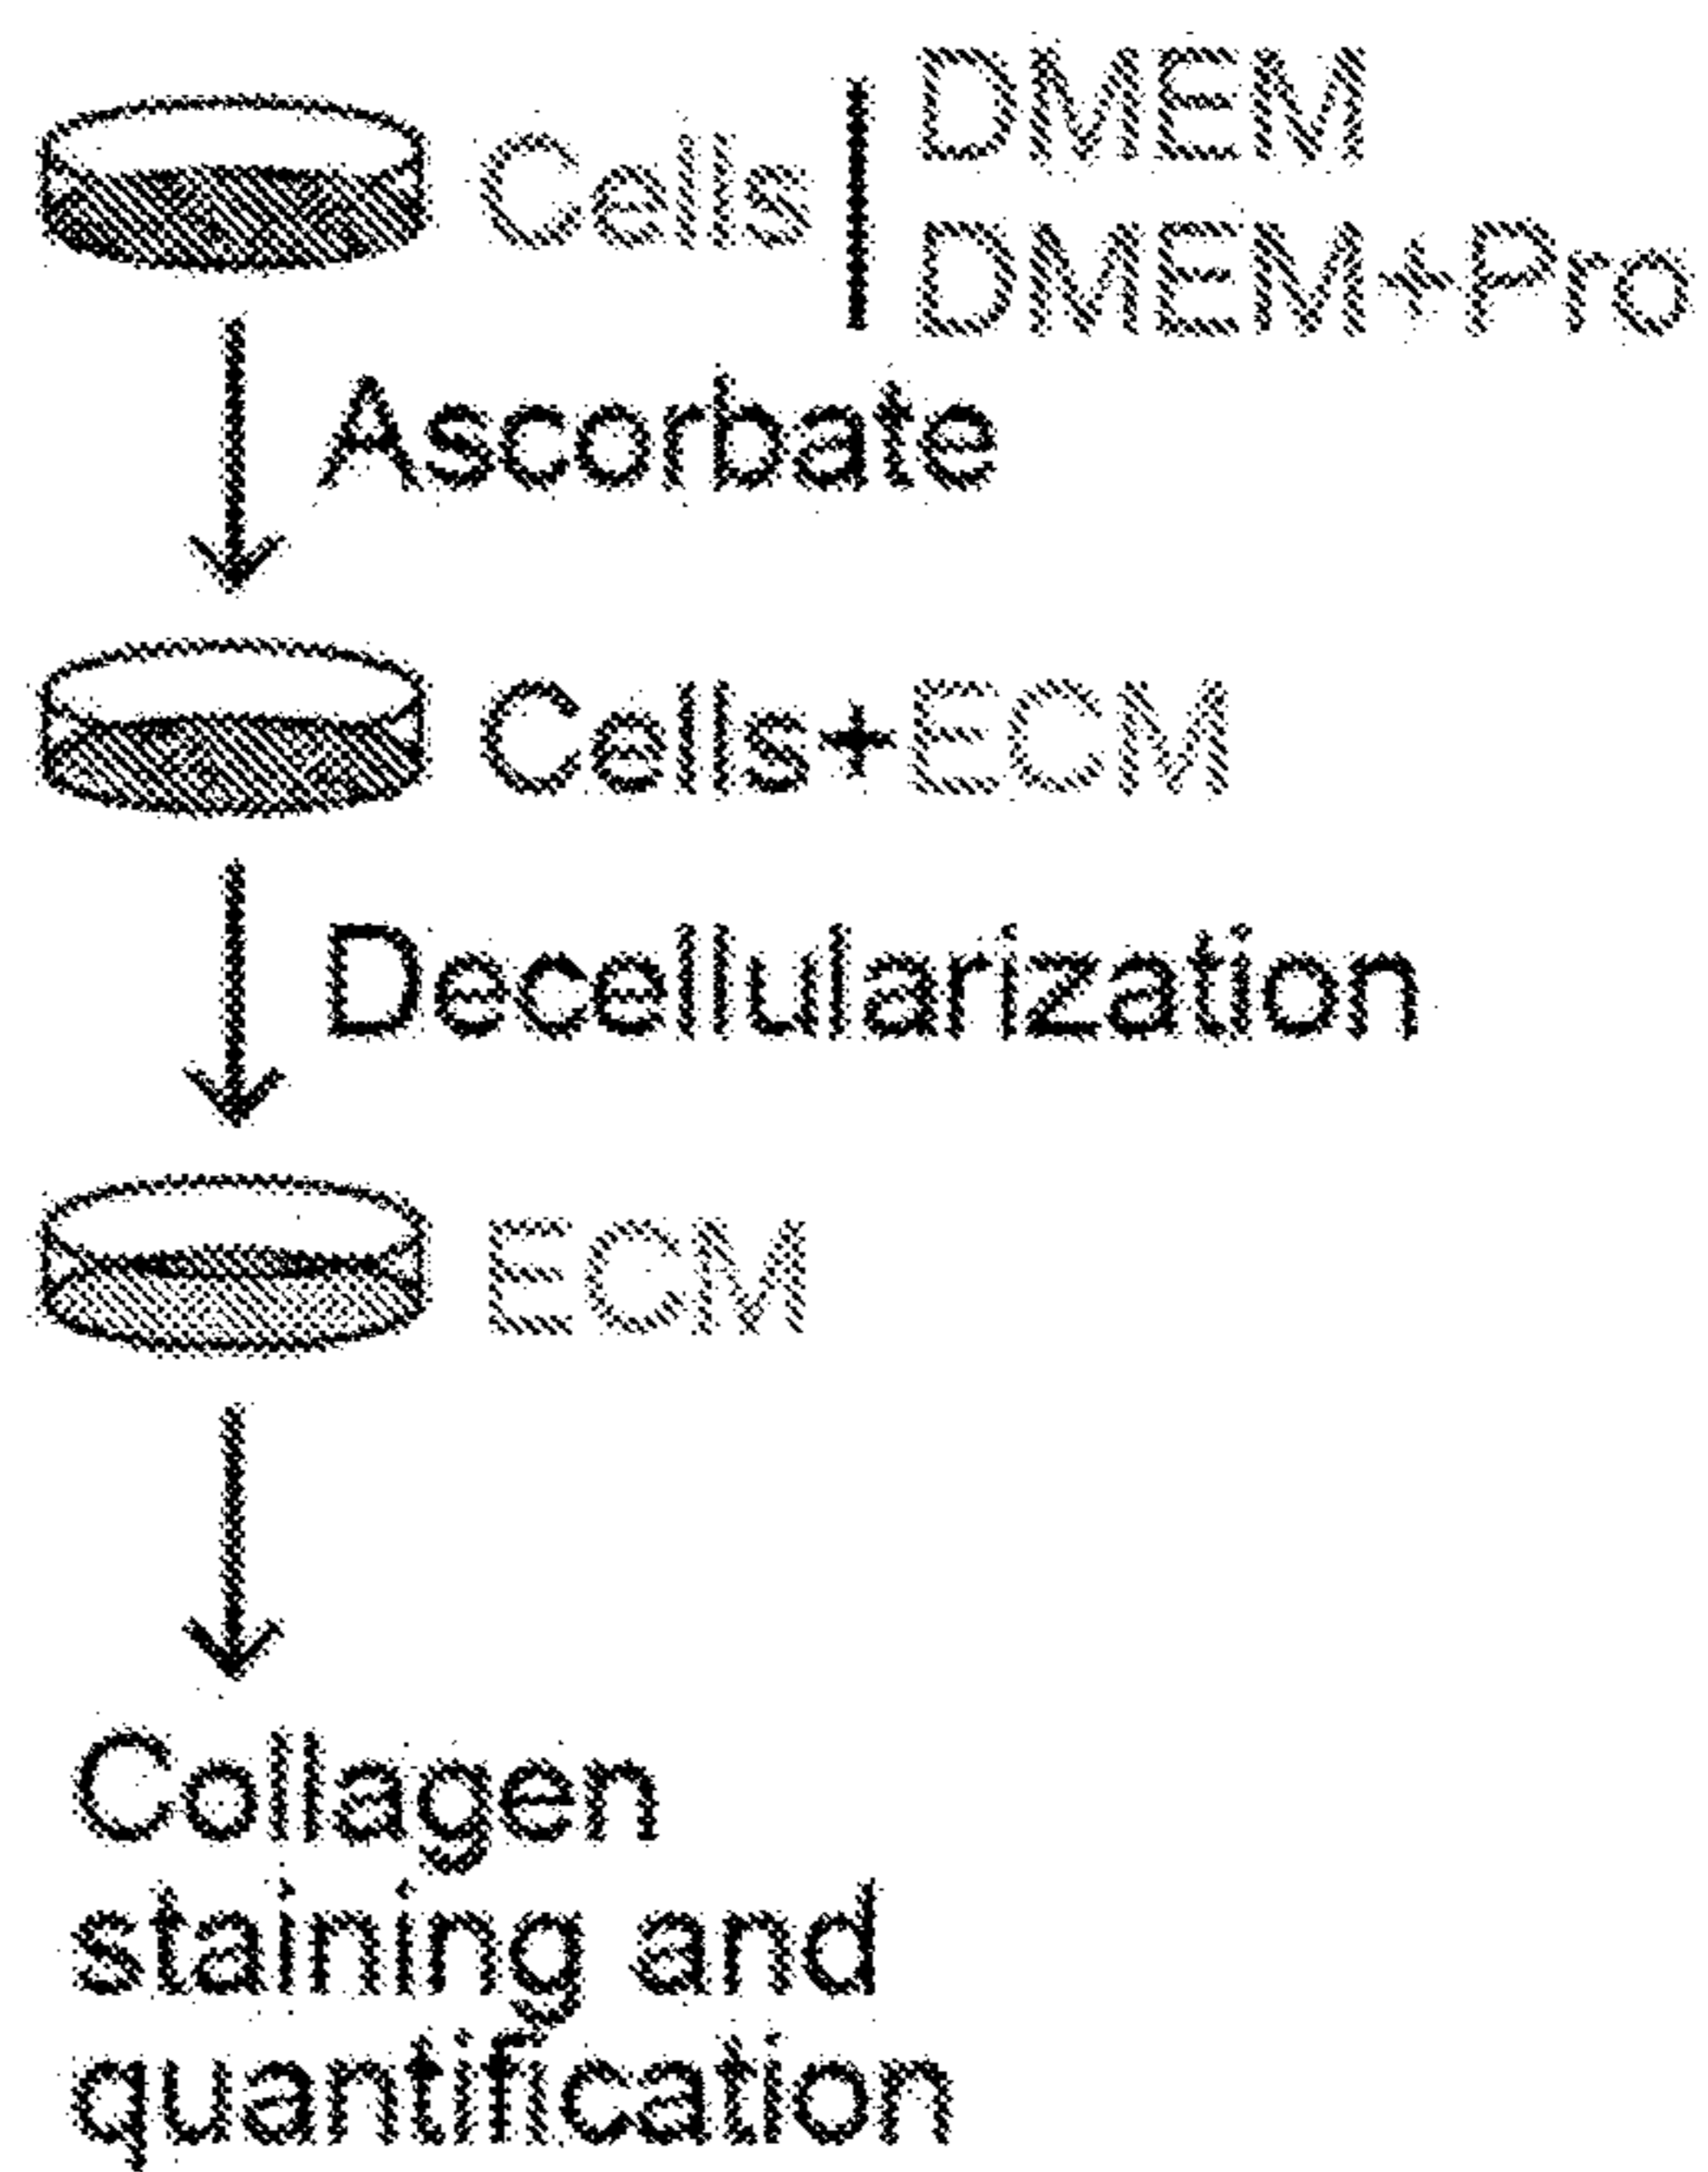 Cells
DMEM
DMEM+Pro
Ascorbate
Cells+ECM
Decellularization
ECM
Collagen
staining and
quantification